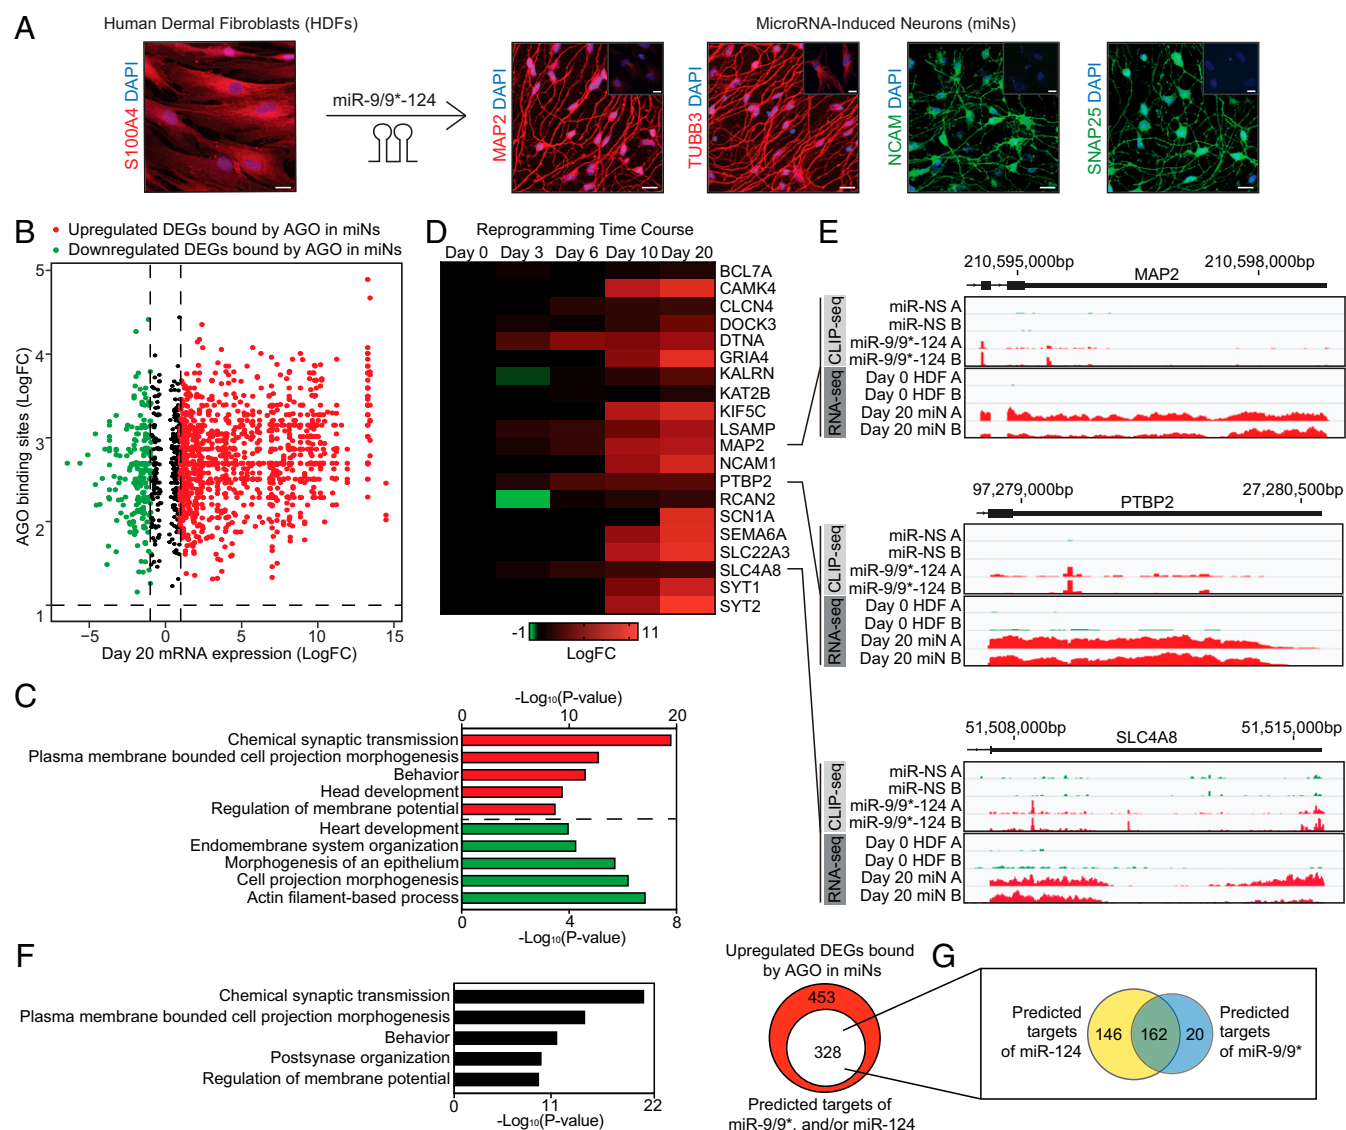 A
Human Dermal Fibroblasts (HDFs)
MicroRNA-Induced Neurons (miNs)
S100A4 DAPI
miR-9/9*-124
MAP2 DAPI
TUBB3 DAPI
NCAM DAPI
SNAP25 DAPI
B
Upregulated DEGs bound by AGO in miNs
Downregulated DEGs bound by AGO in miNs
AGO binding sites (LogFC)
5
4
3
2
1
−5
0
5
10
15
Day 20 mRNA expression (LogFC)
C
-Log10(P-value)
0
10
20
Chemical synaptic transmission
Plasma membrane bounded cell projection morphogenesis
Behavior
Head development
Regulation of membrane potential
Heart development
Endomembrane system organization
Morphogenesis of an epithelium
Cell projection morphogenesis
Actin filament-based process
0
4
8
-Log10(P-value)
D
Reprogramming Time Course
Day 0
Day 3
Day 6
Day 10
Day 20
BCL7A
CAMK4
CLCN4
DOCK3
DTNA
GRIA4
KALRN
KAT2B
KIF5C
LSAMP
MAP2
NCAM1
PTBP2
RCAN2
SCN1A
SEMA6A
SLC22A3
SLC4A8
SYT1
SYT2
-1
11
LogFC
E
210,595,000bp
210,598,000bp
MAP2
CLIP-seq
miR-NS A
miR-NS B
miR-9/9*-124 A
miR-9/9*-124 B
RNA-seq
Day 0 HDF A
Day 0 HDF B
Day 20 miN A
Day 20 miN B
97,279,000bp
27,280,500bp
PTBP2
CLIP-seq
miR-NS A
miR-NS B
miR-9/9*-124 A
miR-9/9*-124 B
RNA-seq
Day 0 HDF A
Day 0 HDF B
Day 20 miN A
Day 20 miN B
51,508,000bp
51,515,000bp
SLC4A8
CLIP-seq
miR-NS A
miR-NS B
miR-9/9*-124 A
miR-9/9*-124 B
RNA-seq
Day 0 HDF A
Day 0 HDF B
Day 20 miN A
Day 20 miN B
F
Chemical synaptic transmission
Plasma membrane bounded cell projection morphogenesis
Behavior
Postsynase organization
Regulation of membrane potential
0
11
22
-Log10(P-value)
Upregulated DEGs bound
by AGO in miNs
453
328
Predicted targets of
miR-9/9*, and/or miR-124
G
Predicted
targets
of miR-124
146
162
20
Predicted
targets
of miR-9/9*